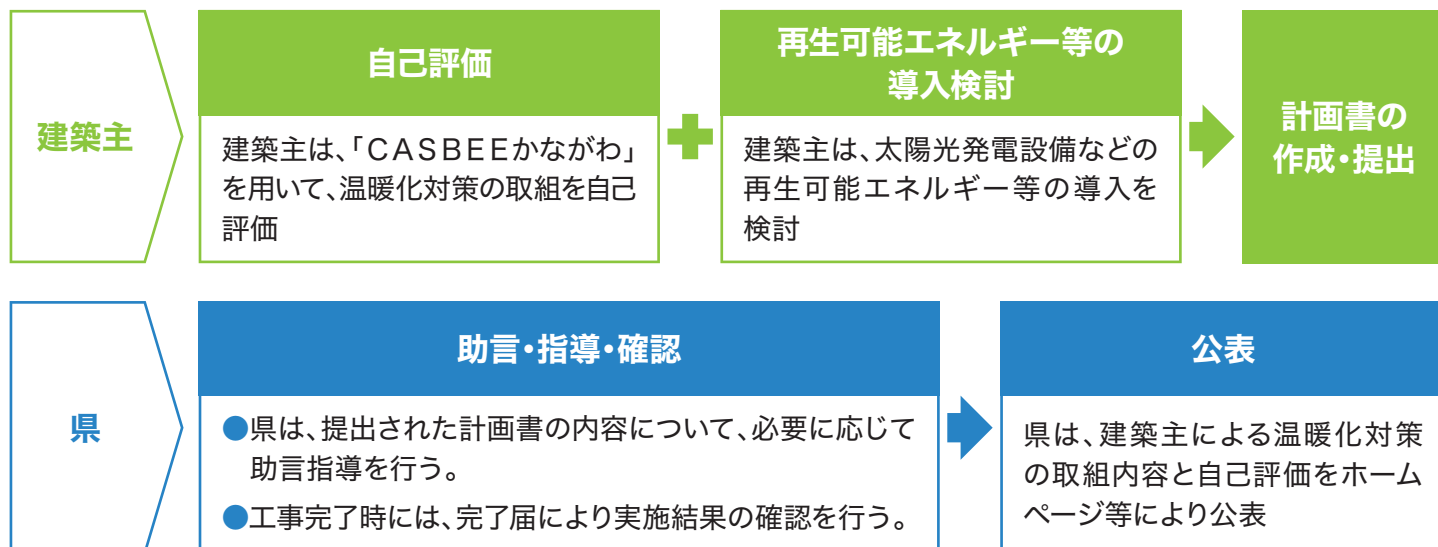 建築主
自己評価
建築主は、「CASBEEかながわ」
を用いて、温暖化対策の取組を自己
評価
再生可能エネルギー等の
導入検討
建築主は、太陽光発電設備などの
再生可能エネルギー等の導入を
検討
計画書の
作成・提出
県
助言・指導・確認
●県は、提出された計画書の内容について、必要に応じて
助言指導を行う。
●工事完了時には、完了届により実施結果の確認を行う。
公表
県は、建築主による温暖化対策
の取組内容と自己評価をホーム
ページ等により公表